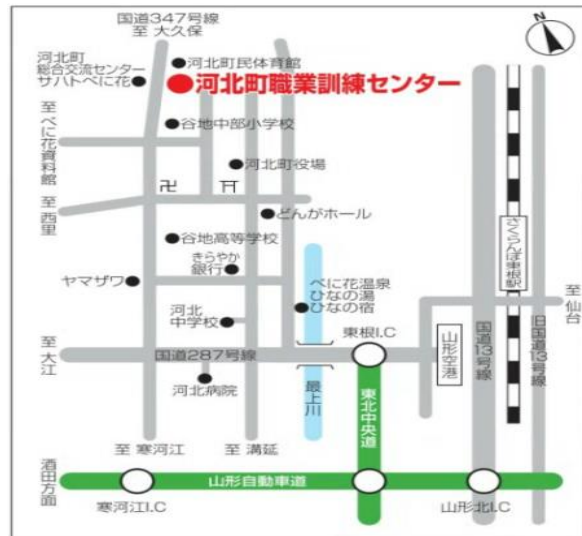 国道347号線
至 大久保
N
河北町
総合交流センター
サハトべに花
河北町民体育館
河北町職業訓練センター
至 べに花資料館
谷地中部小学校
河北町役場
卍
至 西里
どんがホール
谷地高等学校
きらやか
銀行
ヤマザワ
べに花温泉
ひなの湯
ひなの宿
さくらんぼ東根駅
至 仙台
河北
中学校
東根I.C
至 大江
国道287号線
山形空港
国道13号線
旧国道13号線
河北病院
最上川
東北中央道
至 寒河江
至 溝延
酒田方面
山形自動車道
寒河江I.C
山形北I.C